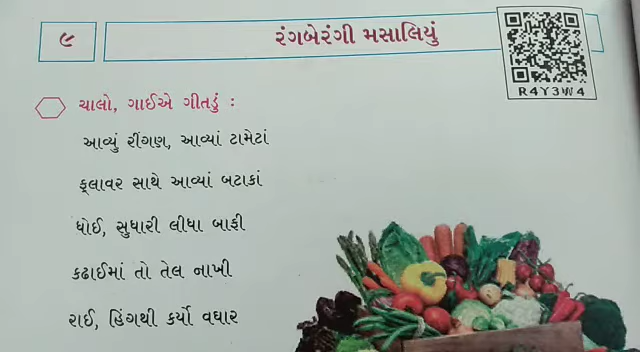 ૯
રંગબેરંગી મસાલિયું
R4Y3W4
ચાલો, ગાઈએ ગીતડું :
આવ્યું રીંગણ, આવ્યાં ટામેટાં
ફ્લાવર સાથે આવ્યાં બટાકાં
ધોઈ, સુધારી લીધા બાફી
કઢાઈમાં તો તેલ નાખી
રાઈ, હિંગથી કર્યો વઘાર